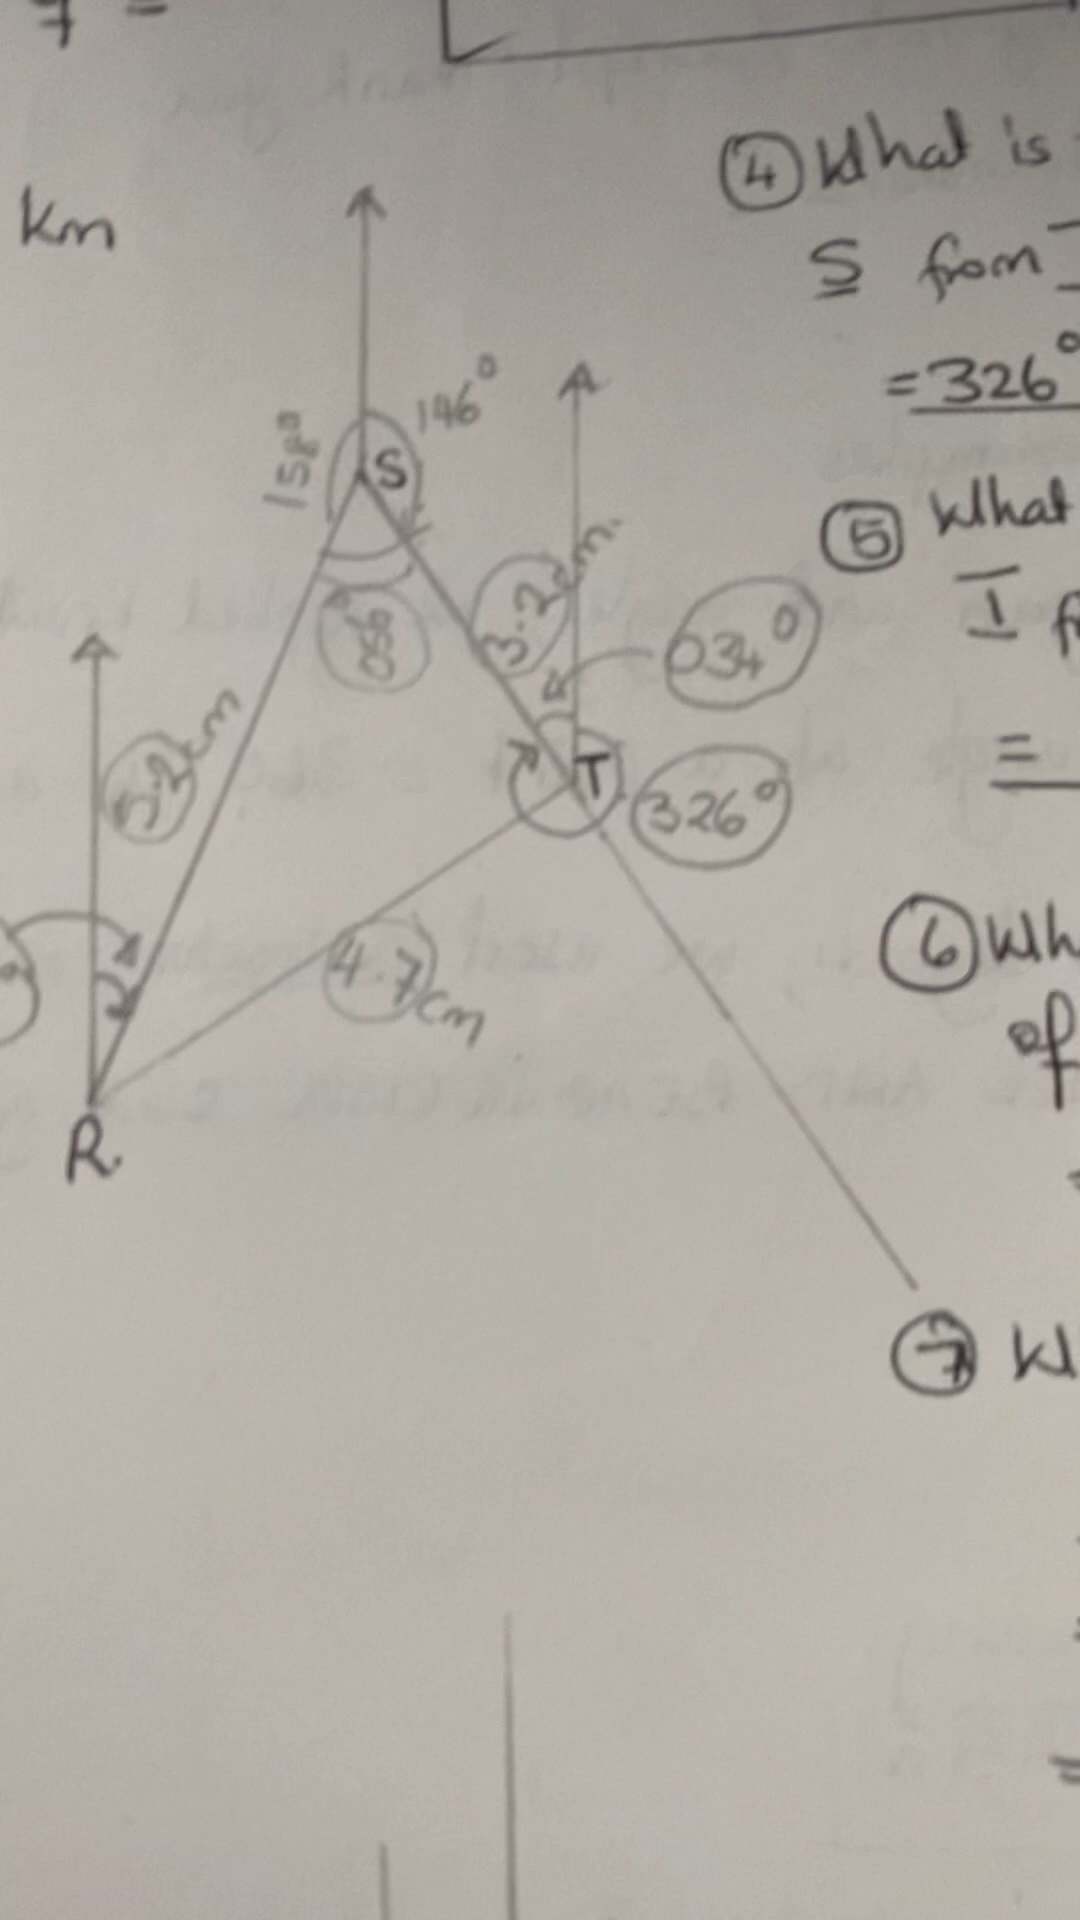 7 =
④ What is
km
S from
= 326°
146°
158°
S
⑤ What
3.2cm.
034°
056
T
5.2cm
=
T
326°
⑥ Wh
4.7cm
of
R.
⑦ W
=